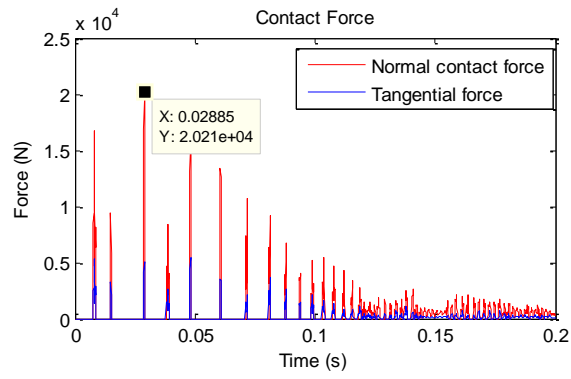 x 10^4
Contact Force
Normal contact force
Tangential force
X: 0.02885
Y: 2.021e+04
2.5
2
1.5
1
0.5
0
Force (N)
0
0.05
0.1
0.15
0.2
Time (s)